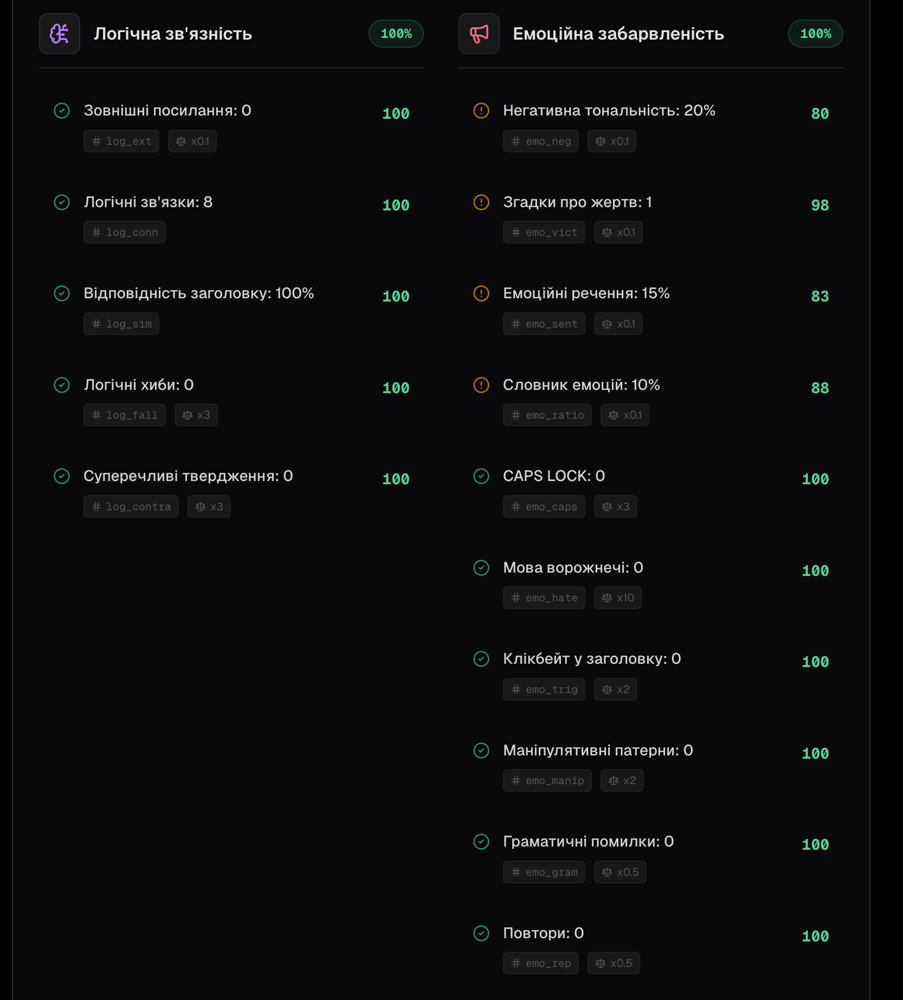 Логічна зв'язність
100%
Зовнішні посилання: 0
100
# log_ext
x0.1
Логічні зв'язки: 8
100
# log_conn
Відповідність заголовку: 100%
100
# log_sim
Логічні хиби: 0
100
# log_fall
x3
Суперечливі твердження: 0
100
# log_contra
x3
Емоційна забарвленість
100%
Негативна тональність: 20%
80
# emo_neg
x0.1
Згадки про жертв: 1
98
# emo_vict
x0.1
Емоційні речення: 15%
83
# emo_sent
x0.1
Словник емоцій: 10%
88
# emo_ratio
x0.1
CAPS LOCK: 0
100
# emo_caps
x3
Мова ворожнечі: 0
100
# emo_hate
x10
Клікбейт у заголовку: 0
100
# emo_trig
x2
Маніпулятивні патерни: 0
100
# emo_manip
x2
Граматичні помилки: 0
100
# emo_gram
x0.5
Повтори: 0
100
# emo_rep
x0.5